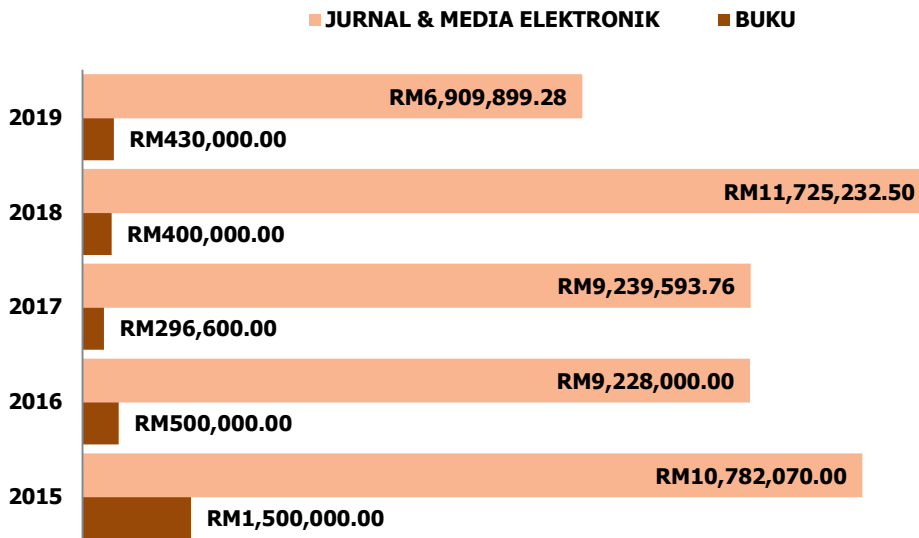 JURNAL & MEDIA ELEKTRONIK BUKU
RM6,909,899.28
2019
RM430,000.00
RM11,725,232.50
2018
RM400,000.00
RM9,239,593.76
2017
RM296,600.00
RM9,228,000.00
2016
RM500,000.00
RM10,782,070.00
2015
RM1,500,000.00